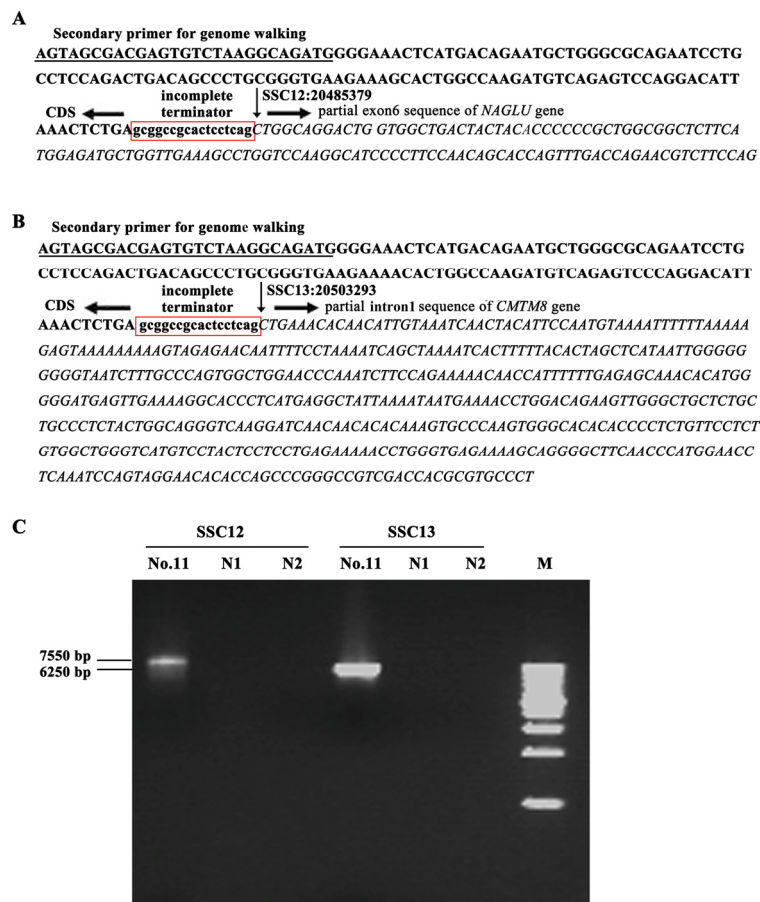 A
Secondary primer for genome walking
AGTAGCGACGAGTGTCTAAGGCAGATGGGGAAACTCATGACAGAATGCTGGGCGCAGAATCCTG
CCTCCAGACTGACAGCCCTGCGGGTGAAGAAAGCACTGGCCAAGATGTCAGAGTCCAGGACATT
incomplete terminator
SSC12:20485379
CDS
partial exon6 sequence of NAGLU gene
AAACTCTGAgcggccgcactcctcagCTGGCAGGACTG GTGGCTGACTACTACACCCCCCGCTGGCGGCTCTTCA
TGGAGATGCTGGTTGAAAGCCTGGTCCAAGGCATCCCCTTCCAACAGCACCAGTTTGACCAGAACGTCTTCCAG
B
Secondary primer for genome walking
AGTAGCGACGAGTGTCTAAGGCAGATGGGGAAACTCATGACAGAATGCTGGGCGCAGAATCCTG
CCTCCAGACTGACAGCCCTGCGGGTGAAGAAAACACTGGCCAAGATGTCAGAGTCCCAGGACATT
incomplete terminator
SSC13:20503293
CDS
partial intron1 sequence of CMTM8 gene
AAACTCTGA gcggccgcactcctcagCTGAAACACAACATTGTAAATCAACTACATTCCAATGTAAAATTTTTTAAAAA
GAGTAAAAAAAAAGTAGAGAACAATTTTCCTAAAATCAGCTAAAATCACTTTTTACACTAGCTCATAATTGGGGG
GGGGTAATCTTTGCCCAGTGGCTGGAACCCAAATCTTCCAGAAAAACAACCATTTTTTGAGAGCAAACACATGG
GGGATGAGTTGAAAAGGCACCCTCATGAGGCTATTAAAATAATGAAAACCTGGACAGAAGTTGGGCTGCTCTGC
TGCCCTCTACTGGCAGGGTCAAGGATCAACAACACACAAAGTGCCCAAGTGGGCACACACCCCTCTGTTCCTCT
GTGGCTGGGTCATGTCCTACTCCTCCTGAGAAAAACCTGGGTGAGAAAAGCAGGGGCTTCAACCCATGGAACC
TCAAATCCAGTAGGAACACACCAGCCCGGGCCGTCGACCACGCGTGCCCT
C
SSC12 SSC13
No.11 N1 N2 No.11 N1 N2 M
7550 bp
6250 bp